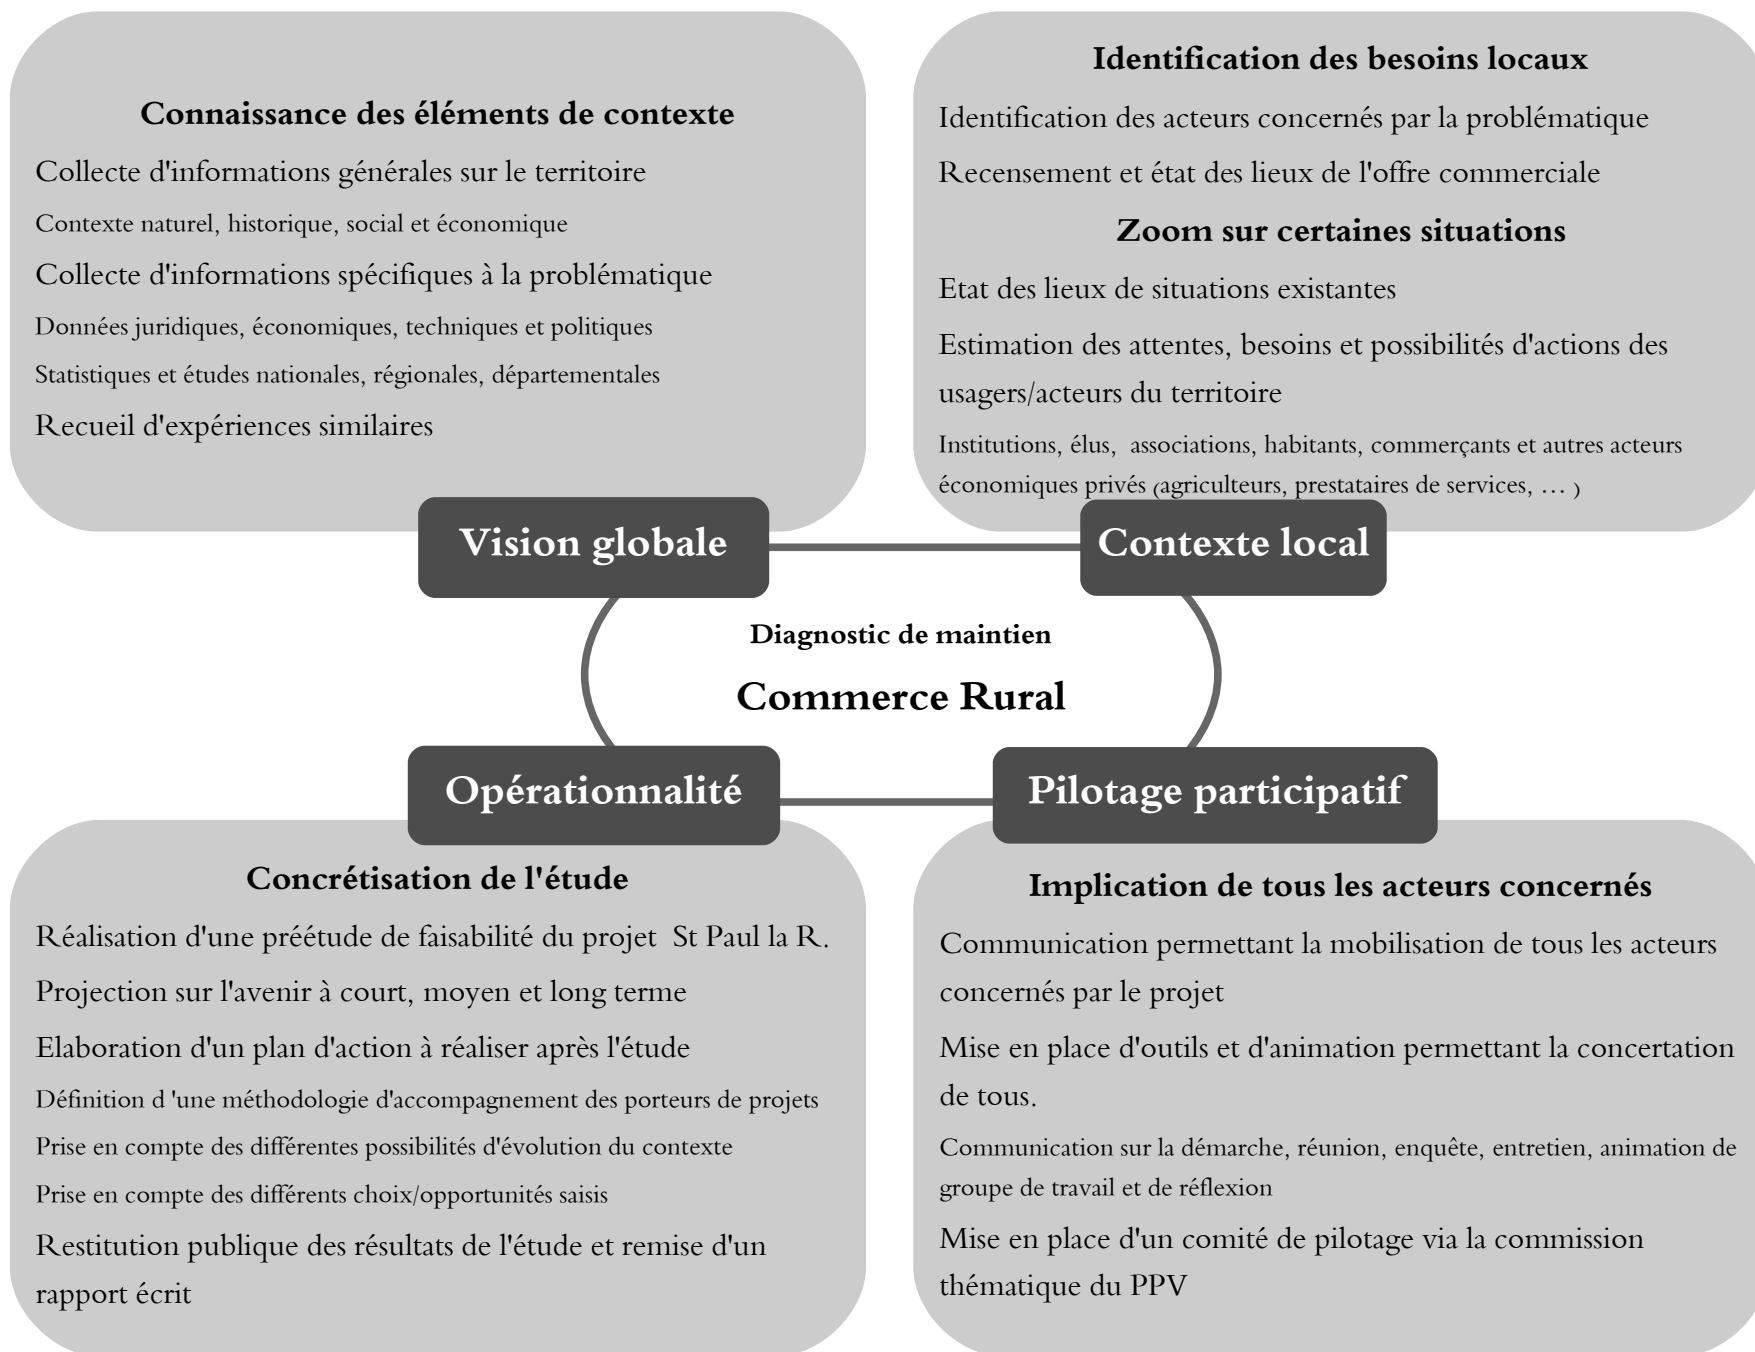 Connaissance des éléments de contexte
Collecte d'informations générales sur le territoire
Contexte naturel, historique, social et économique
Collecte d'informations spécifiques à la problématique
Données juridiques, économiques, techniques et politiques
Statistiques et études nationales, régionales, départementales
Recueil d'expériences similaires
Identification des besoins locaux
Identification des acteurs concernés par la problématique
Recensement et état des lieux de l'offre commerciale
Zoom sur certaines situations
Etat des lieux de situations existantes
Estimation des attentes, besoins et possibilités d'actions des
usagers/acteurs du territoire
Institutions, élus, associations, habitants, commerçants et autres acteurs
économiques privés (agriculteurs, prestataires de services, … )
Vision globale
Contexte local
Diagnostic de maintien
Commerce Rural
Opérationnalité
Pilotage participatif
Concrétisation de l'étude
Réalisation d'une préétude de faisabilité du projet St Paul la R.
Projection sur l'avenir à court, moyen et long terme
Elaboration d'un plan d'action à réaliser après l'étude
Définition d 'une méthodologie d'accompagnement des porteurs de projets
Prise en compte des différentes possibilités d'évolution du contexte
Prise en compte des différents choix/opportunités saisis
Restitution publique des résultats de l'étude et remise d'un
rapport écrit
Implication de tous les acteurs concernés
Communication permettant la mobilisation de tous les acteurs
concernés par le projet
Mise en place d'outils et d'animation permettant la concertation
de tous.
Communication sur la démarche, réunion, enquête, entretien, animation de
groupe de travail et de réflexion
Mise en place d'un comité de pilotage via la commission
thématique du PPV